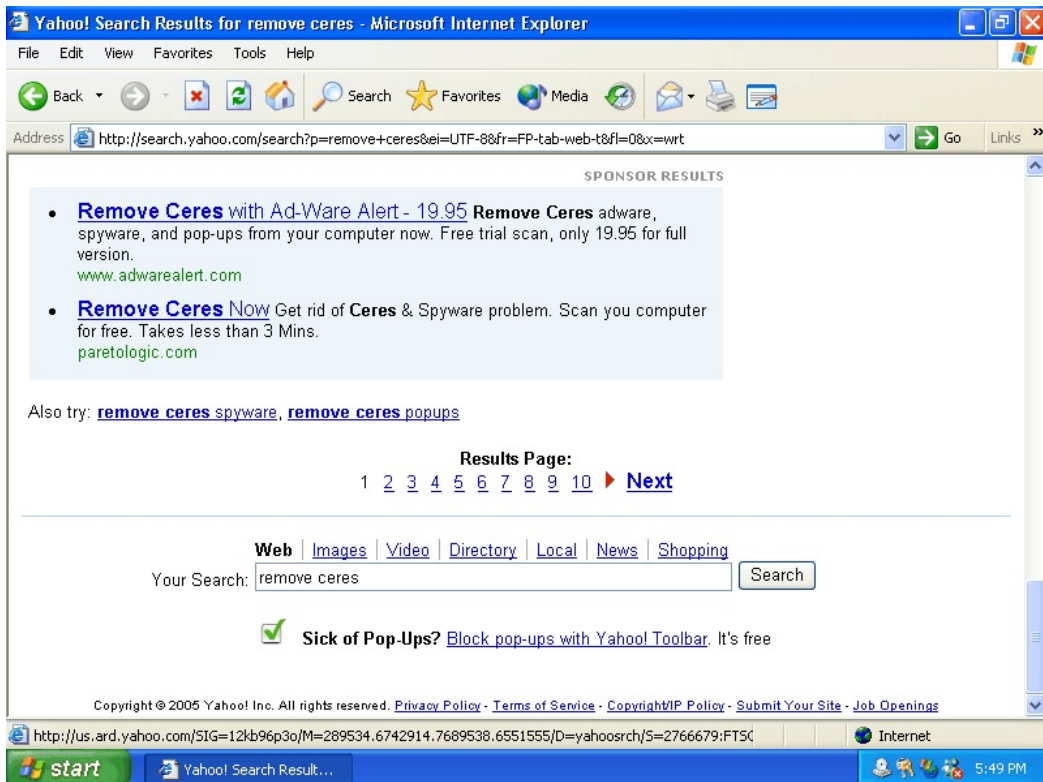 Yahoo! Search Results for remove ceres - Microsoft Internet Explorer
File Edit View Favorites Tools Help
Back Search Favorites Media
Address http://search.yahoo.com/search?p=remove+ceres&ei=UTF-8&fr=FP-tab-web-t&fl=0&x=wrt Go Links »
SPONSOR RESULTS
• Remove Ceres with Ad-Ware Alert - 19.95 Remove Ceres adware,
spyware, and pop-ups from your computer now. Free trial scan, only 19.95 for full
version.
www.adwarealert.com
• Remove Ceres Now Get rid of Ceres & Spyware problem. Scan you computer
for free. Takes less than 3 Mins.
paretologic.com
Also try: remove ceres spyware, remove ceres popups
Results Page:
1 2 3 4 5 6 7 8 9 10 Next
Web | Images | Video | Directory | Local | News | Shopping
Your Search: remove ceres Search
Sick of Pop-Ups? Block pop-ups with Yahoo! Toolbar. It's free
Copyright © 2005 Yahoo! Inc. All rights reserved. Privacy Policy - Terms of Service - Copyright/IP Policy - Submit Your Site - Job Openings
http://us.ard.yahoo.com/SIG=12kb96p3o/M=289534.6742914.7689538.6551555/D=yahoosrch/S=2766679:FTSC Internet
start Yahoo! Search Result... 5:49 PM